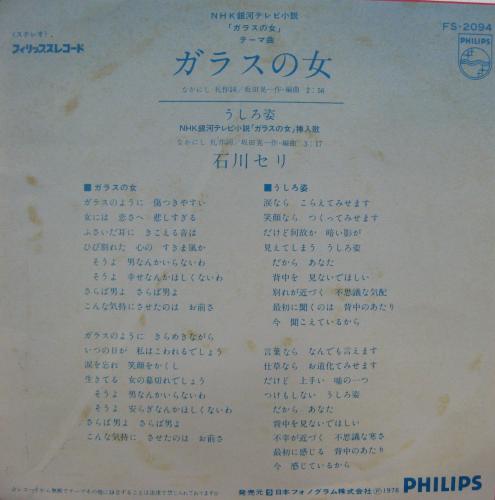 NHK銀河テレビ小説
「ガラスの女」
テーマ曲
(ステレオ)
フィリップスレコード
FS-2094
PHILIPS
ガラスの女
なかにし 礼作詞/坂田晃一作・編曲 2:56
うしろ姿
NHK銀河テレビ小説「ガラスの女」挿入歌
なかにし 礼作詞/坂田晃一作・編曲 3:17
石川セリ
■ガラスの女
ガラスのように 傷つきやすい
女には 恋さへ 悲しすぎる
ふさいだ耳に きこえる音は
ひび割れた 心の すきま風か
そうよ 男なんかいらないわ
そうよ 幸せなんかほしくないわ
さらば男よ さらば男よ
こんな気持にさせたのは お前さ
ガラスのように きらめきながら
いつの日が 私はこわれるでしょう
涙を忘れ 笑顔をかくし
生きてる 女の幕切れでしょう
そうよ 男なんかいらないわ
そうよ 安らぎなんかほしくないわ
さらば男よ さらば男よ
こんな気持に させたのは お前さ
■うしろ姿
涙なら こらえてみせます
笑顔なら つくってみせます
だけど何故か 暗い影が
見えてしまう うしろ姿
だから あなた
背中を 見ないでほしい
別れが近づく 不思議な気配
最初に聞くのは 背中のあたり
今 聞こえているから
言葉なら なんでも言えます
仕草なら お道化てみせます
だけど 上手い 嘘の一つ
つけもしない うしろ姿
だから あなた
背中を見ないでほしい
不幸が近づく 不思議な寒さ
最初に感じる 背中のあたり
今 感じているから
発売元 日本フォノグラム株式会社 Ⓟ1976
PHILIPS